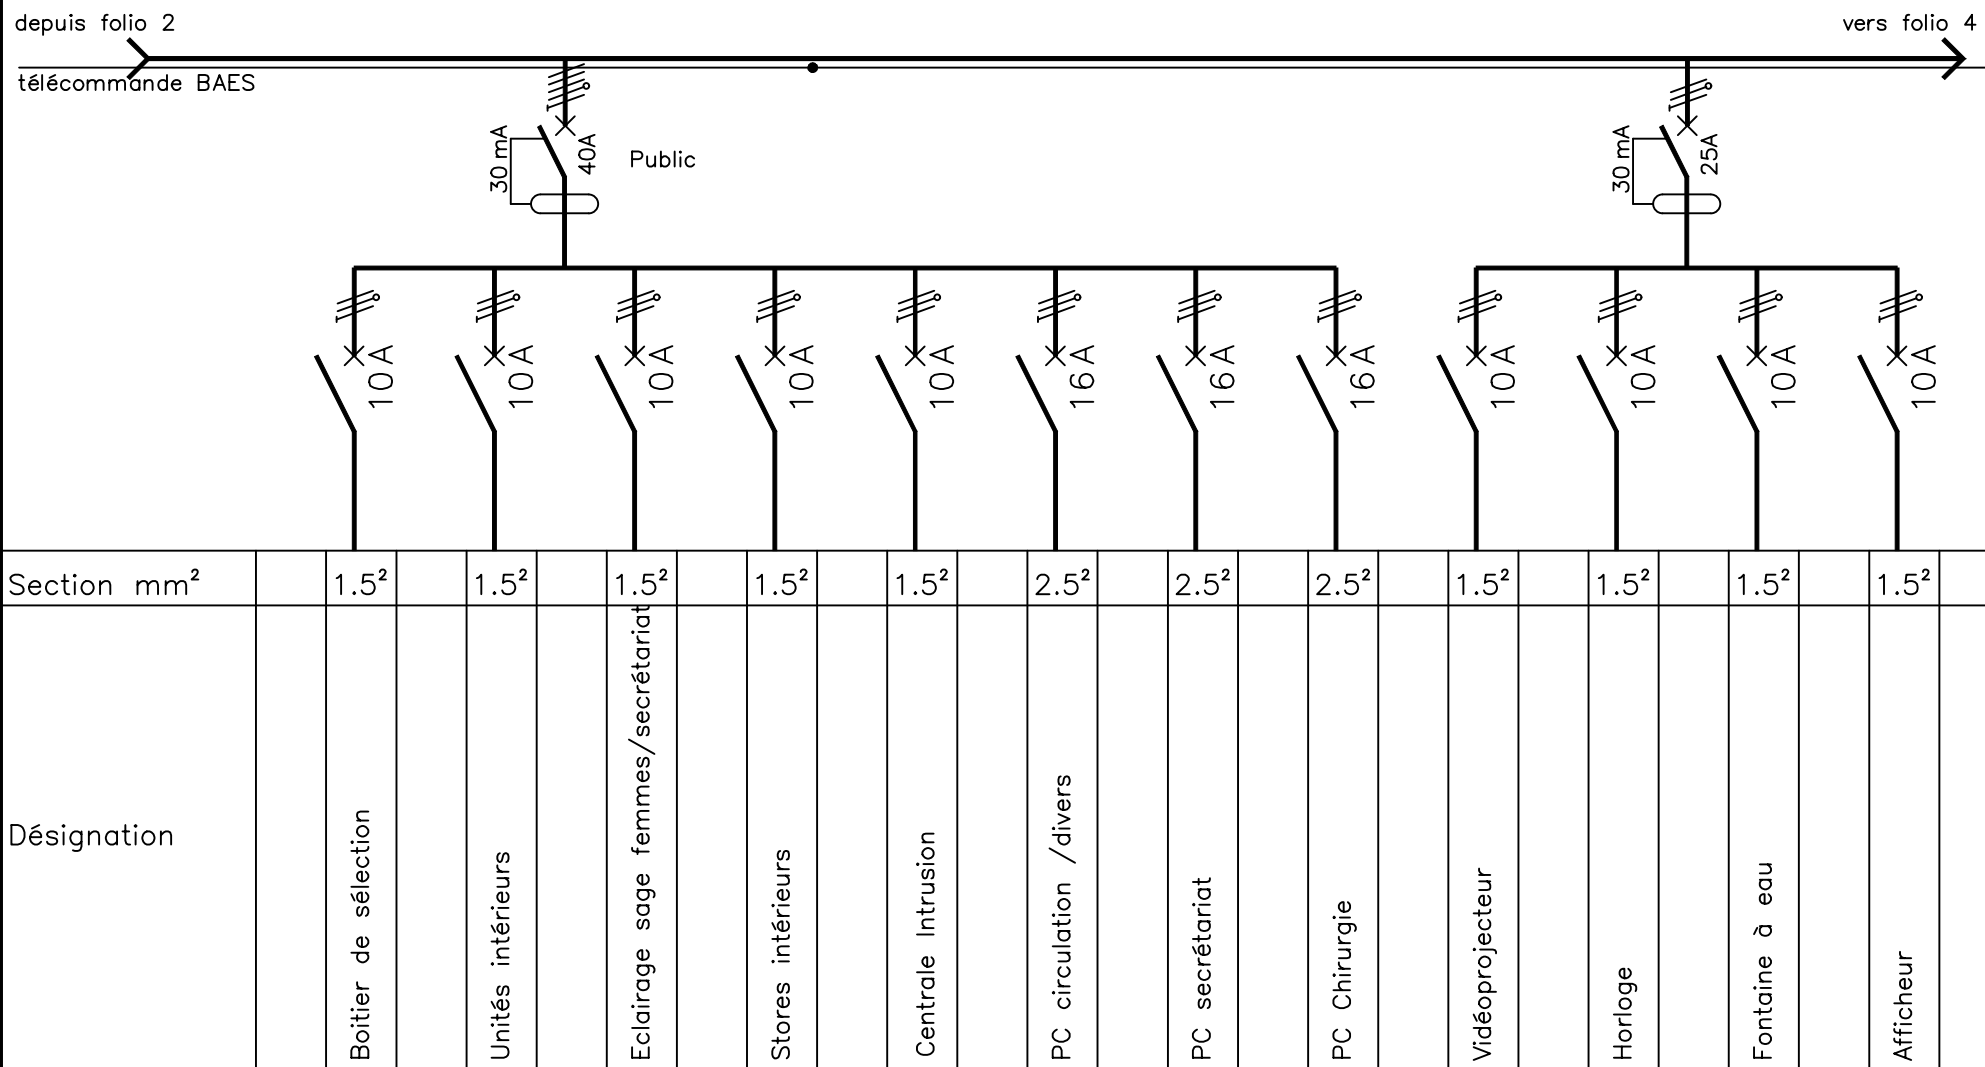 depuis folio 2
vers folio 4
télécommande BAES
30 mA
40A
Public
30 mA
25A
10A
10A
10A
10A
10A
16A
16A
16A
10A
10A
10A
10A
Section mm²
1.5²
1.5²
1.5²
1.5²
1.5²
2.5²
2.5²
2.5²
1.5²
1.5²
1.5²
1.5²
Désignation
Boitier de sélection
Unités intérieurs
Eclairage sage femmes/secrétariat
Stores intérieurs
Centrale Intrusion
PC circulation /divers
PC secrétariat
PC Chirurgie
Vidéoprojecteur
Horloge
Fontaine à eau
Afficheur